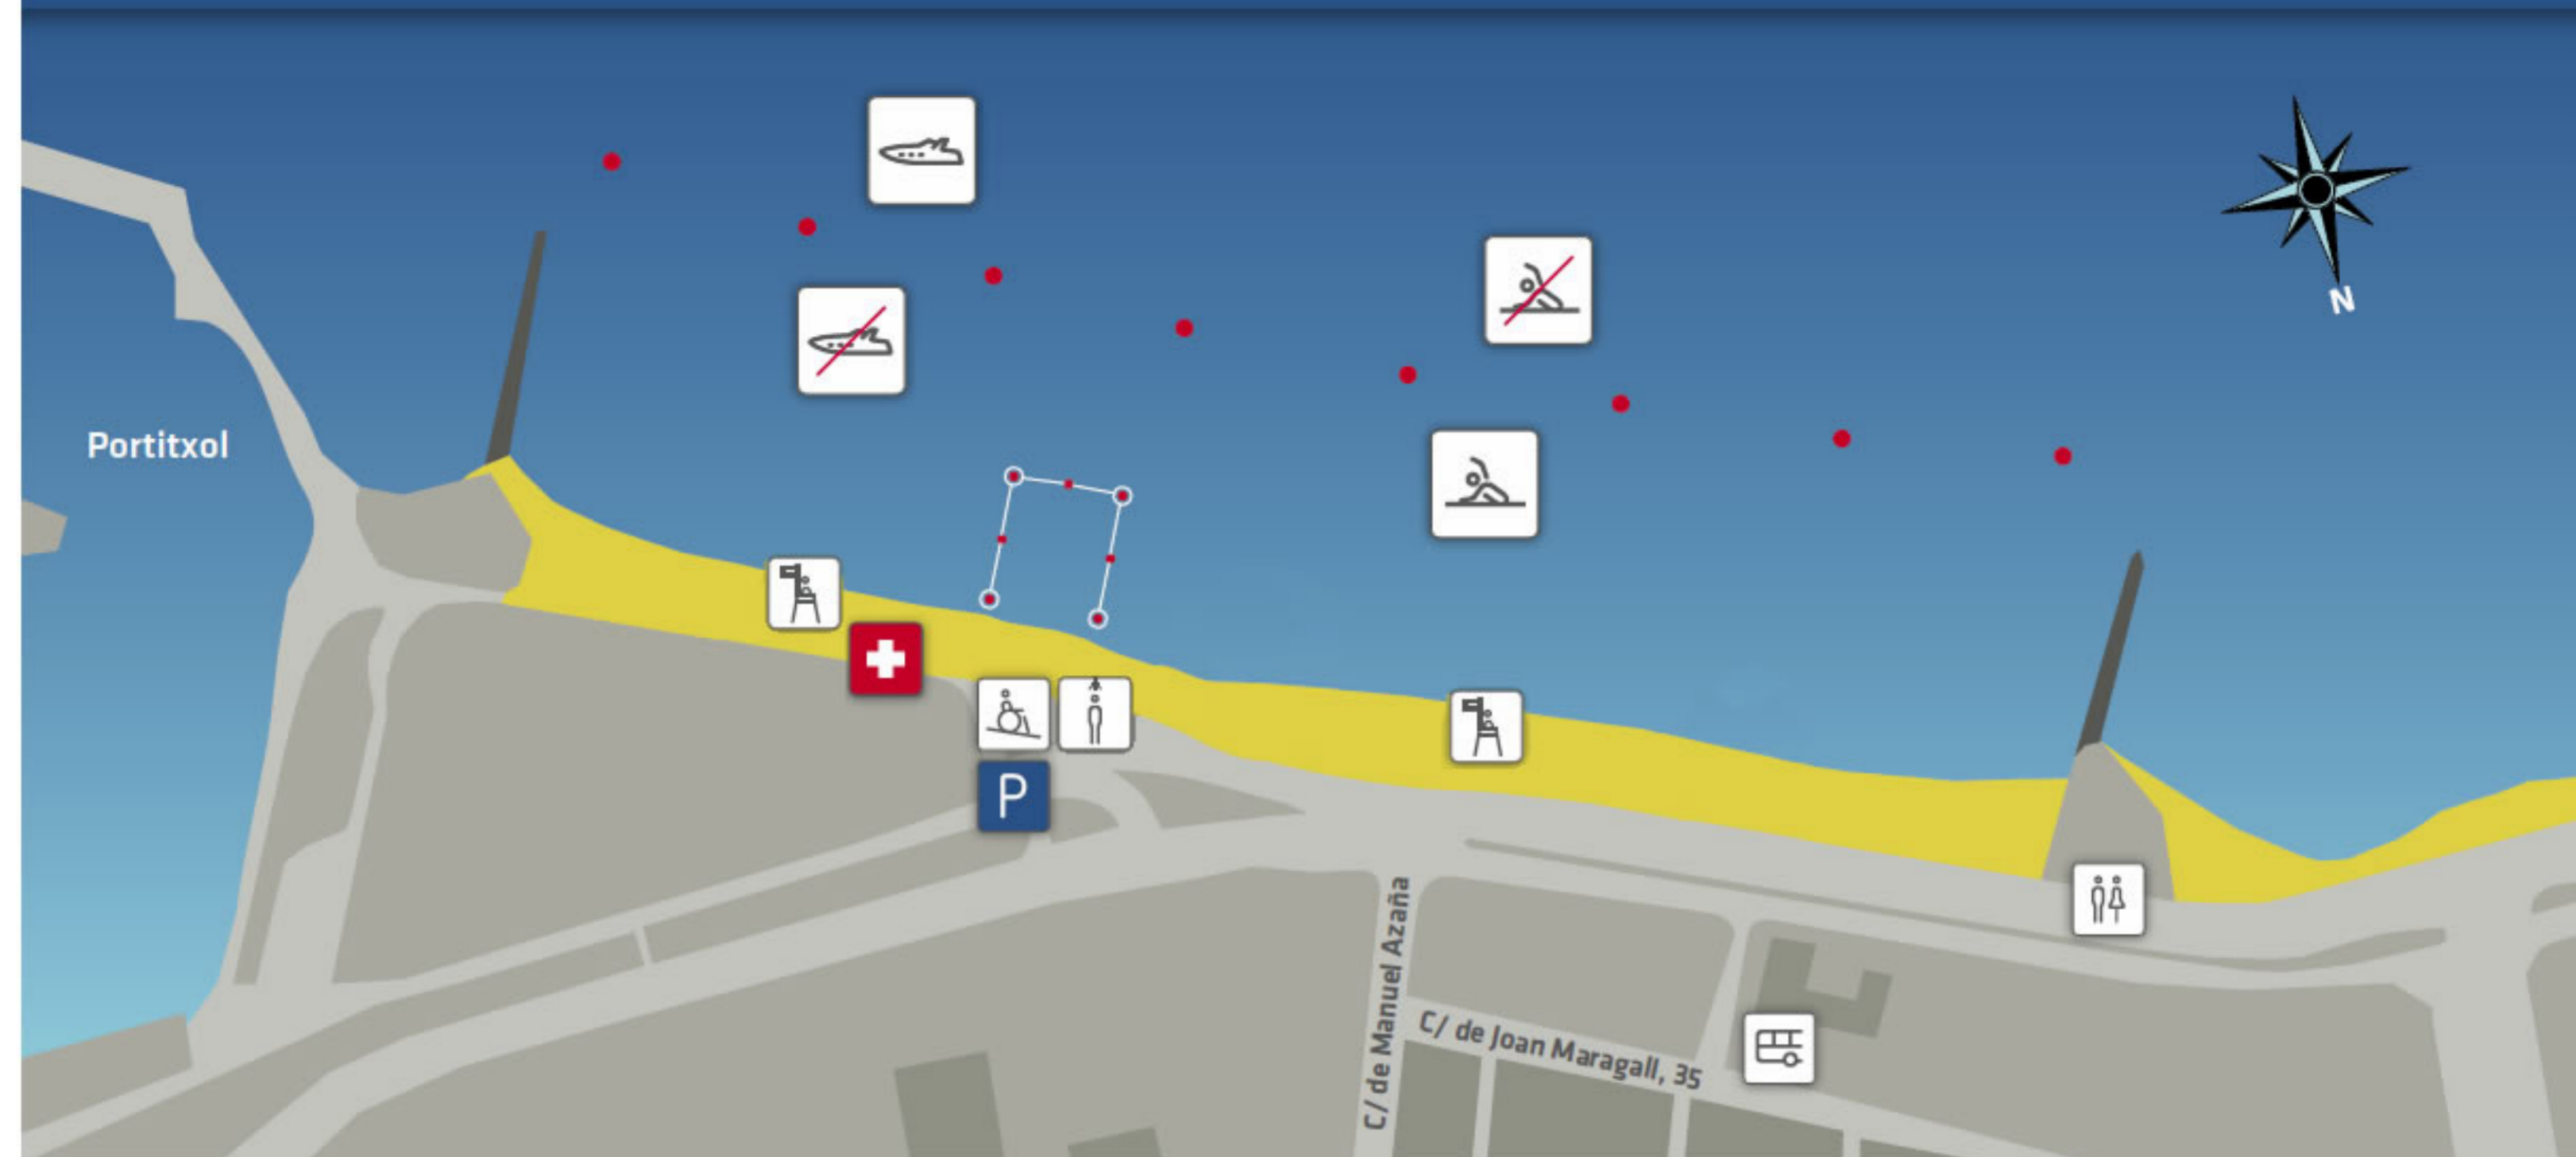 N
Portitxol
P
C/ de Manuel Azaña
C/ de Joan Maragall, 35